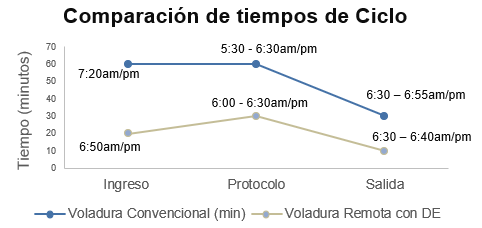 Comparación de tiempos de Ciclo
Tiempo (minutos)
70
60
50
40
30
20
10
0
7:20am/pm
5:30 - 6:30am/pm
6:30 – 6:55am/pm
6:50am/pm
6:00 - 6:30am/pm
6:30 – 6:40am/pm
Ingreso
Protocolo
Salida
Voladura Convencional (min)
Voladura Remota con DE